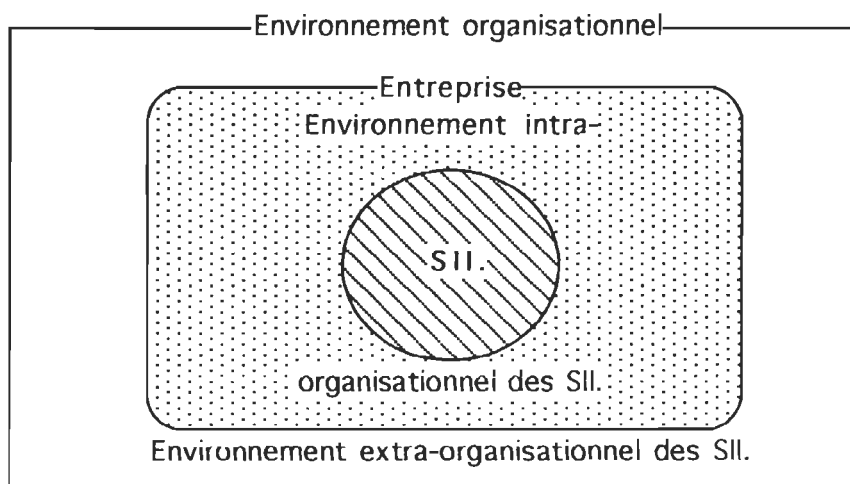 Environnement organisationnel
Entreprise
Environnement intra-
SII.
organisationnel des SII.
Environnement extra-organisationnel des SII.